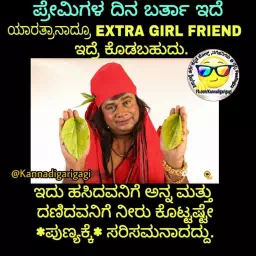 ಪ್ರೇಮಿಗಳ ದಿನ ಬರ್ತಾ ಇದೆ
ಯಾರತ್ರಾನಾದ್ರೂ EXTRA GIRL FRIEND
ಇದ್ರೆ ಕೊಡಬಹುದು.
@Kannadigarigagi
ಇದು ಹಸಿದವನಿಗೆ ಅನ್ನ ಮತ್ತು
ದಣಿದವನಿಗೆ ನೀರು ಕೊಟ್ಟಷ್ಟೇ
*ಪುಣ್ಯಕ್ಕೆ* ಸರಿಸಮನಾದದ್ದು.